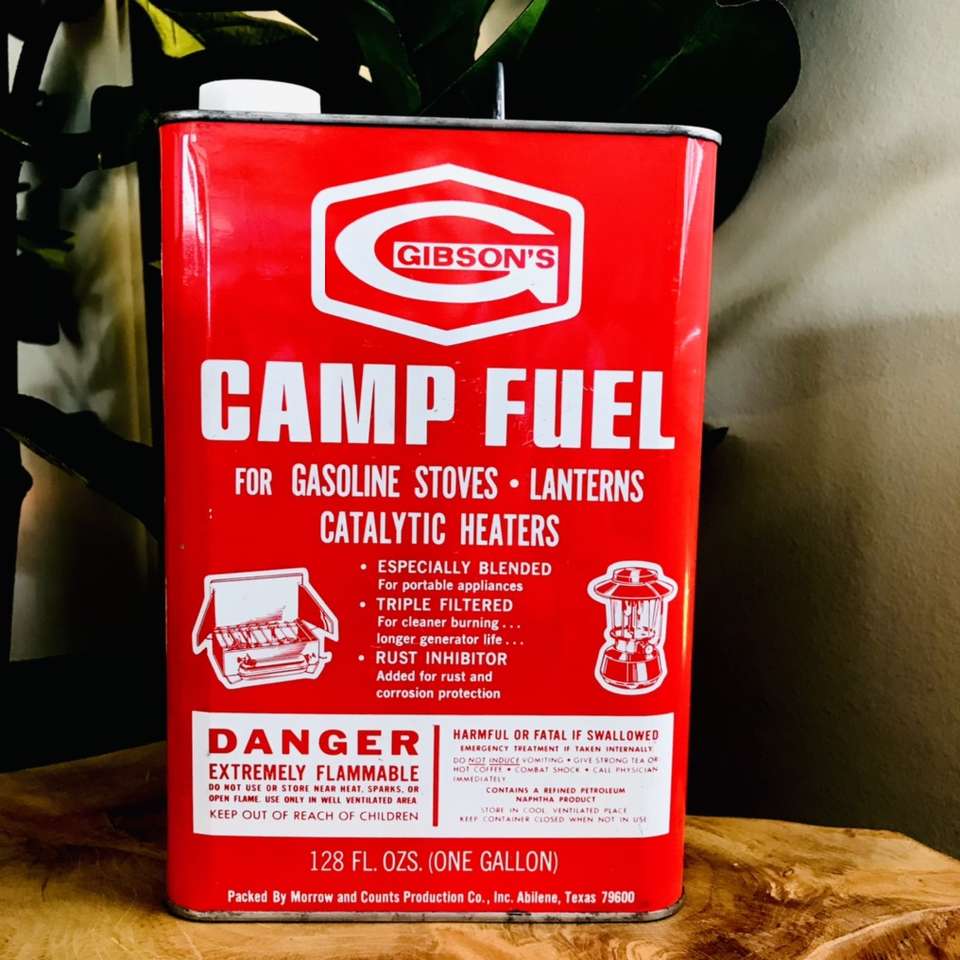 GIBSON'S
CAMP FUEL
FOR GASOLINE STOVES • LANTERNS
CATALYTIC HEATERS
• ESPECIALLY BLENDED
For portable appliances
• TRIPLE FILTERED
For cleaner burning...
longer generator life...
• RUST INHIBITOR
Added for rust and
corrosion protection
DANGER
EXTREMELY FLAMMABLE
DO NOT USE OR STORE NEAR HEAT, SPARKS, OR
OPEN FLAME. USE ONLY IN WELL VENTILATED AREA
KEEP OUT OF REACH OF CHILDREN
HARMFUL OR FATAL IF SWALLOWED
EMERGENCY TREATMENT IF TAKEN INTERNALLY:
DO NOT INDUCE VOMITING • GIVE STRONG TEA OR
HOT COFFEE • COMBAT SHOCK • CALL PHYSICIAN
IMMEDIATELY
CONTAINS A REFINED PETROLEUM
NAPHTHA PRODUCT
STORE IN COOL, VENTILATED PLACE
KEEP CONTAINER CLOSED WHEN NOT IN USE
128 FL. OZS. (ONE GALLON)
Packed By Morrow and Counts Production Co., Inc. Abilene, Texas 79600